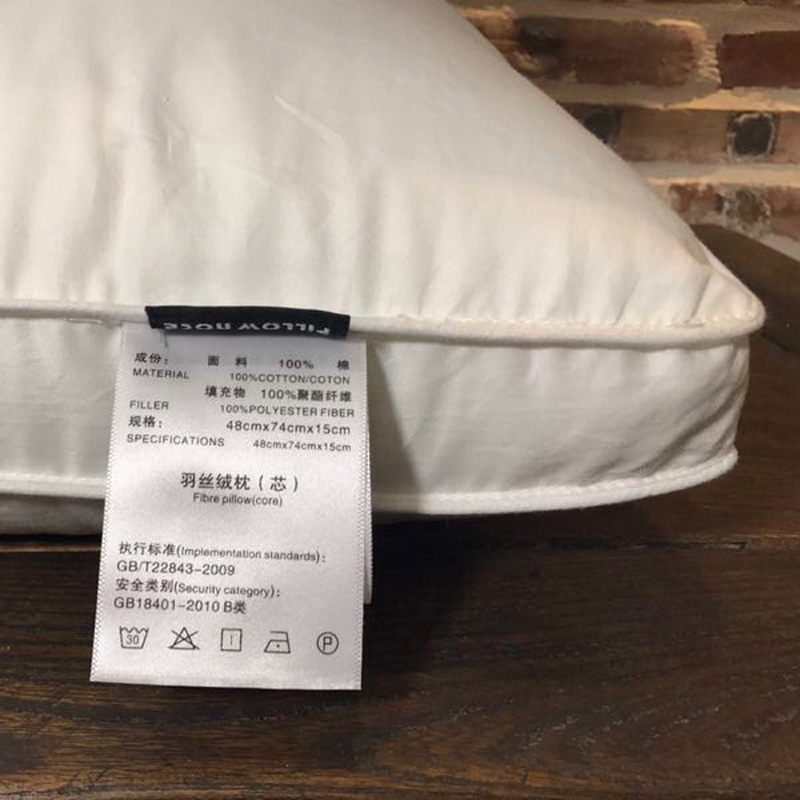 PILLOW
成份: 面 料 100% 棉
MATERIAL 100%COTTON/COTON
填充物 100%聚酯纤维
FILLER 100%POLYESTER FIBER
规格: 48cmx74cmx15cm
SPECIFICATIONS 48cmx74cmx15cm
羽丝绒枕(芯)
Fibre pillow(core)
执行标准(Implementation standards):
GB/T22843-2009
安全类别(Security category):
GB18401-2010 B类
30 P